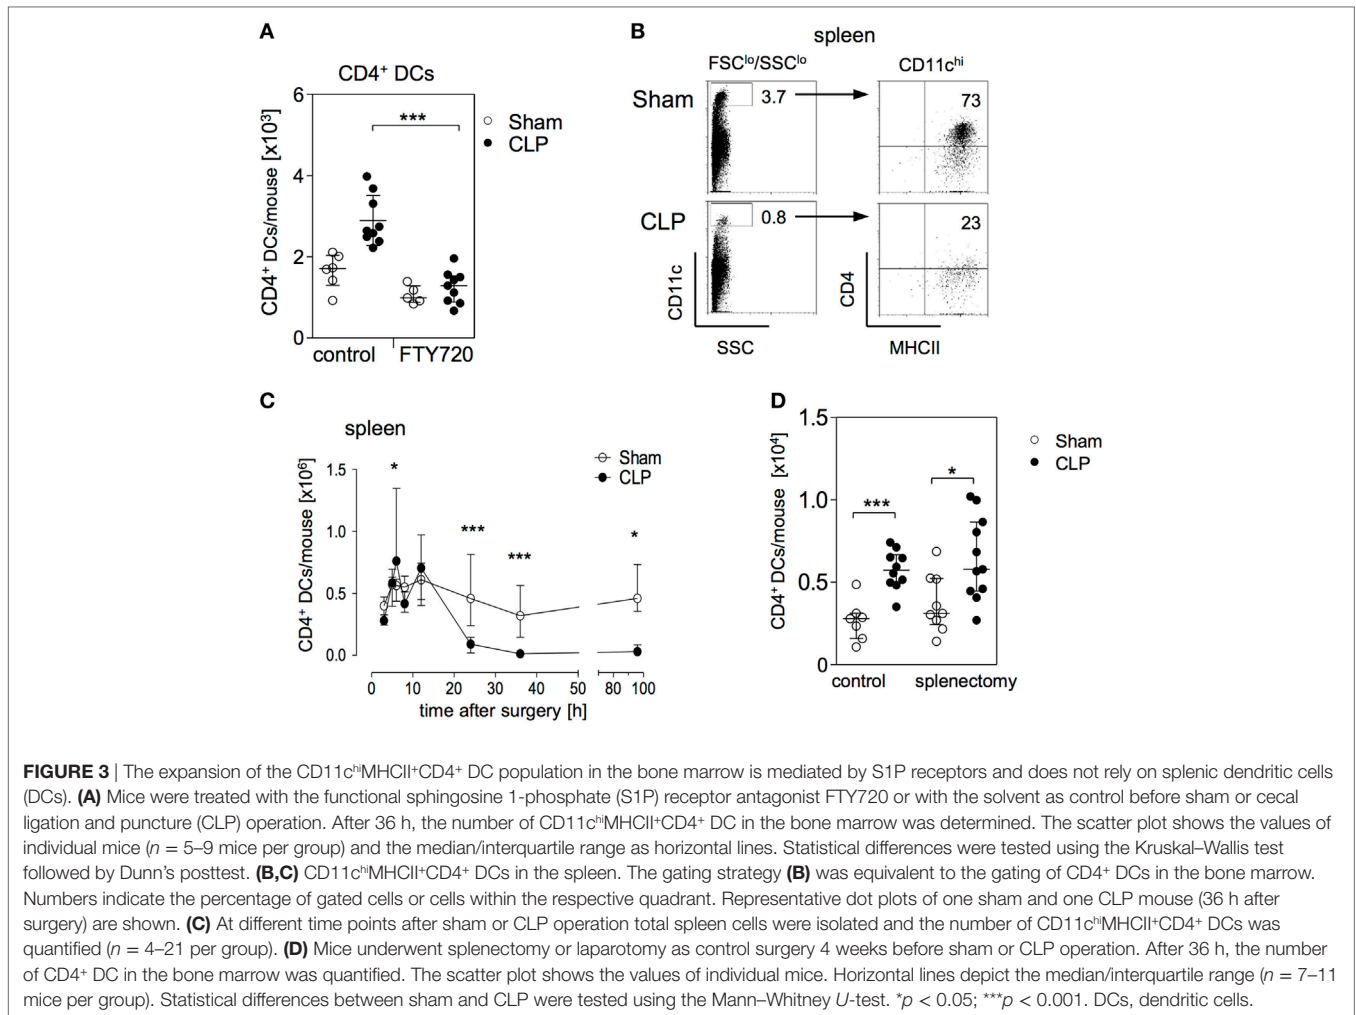 A
CD4⁺ DCs
CD4⁺ DCs/mouse [x10³]
6
4
2
0
***
Sham
CLP
control
FTY720
B
spleen
FSCˡᵒ/SSCˡᵒ
CD11cʰⁱ
Sham
3.7
73
CLP
0.8
23
CD11c
CD4
SSC
MHCII
C
spleen
Sham
CLP
CD4⁺ DCs/mouse [x10⁶]
1.5
1.0
0.5
0.0
*
***
***
*
0 10 20 30 40 50 80 100
time after surgery [h]
D
CD4⁺ DCs/mouse [x10⁴]
1.5
1.0
0.5
0
***
*
Sham
CLP
control
splenectomy
FIGURE 3 | The expansion of the CD11cʰⁱMHCII⁺CD4⁺ DC population in the bone marrow is mediated by S1P receptors and does not rely on splenic dendritic cells
(DCs). (A) Mice were treated with the functional sphingosine 1-phosphate (S1P) receptor antagonist FTY720 or with the solvent as control before sham or cecal
ligation and puncture (CLP) operation. After 36 h, the number of CD11cʰⁱMHCII⁺CD4⁺ DC in the bone marrow was determined. The scatter plot shows the values of
individual mice (n = 5–9 mice per group) and the median/interquartile range as horizontal lines. Statistical differences were tested using the Kruskal–Wallis test
followed by Dunn's posttest. (B,C) CD11cʰⁱMHCII⁺CD4⁺ DCs in the spleen. The gating strategy (B) was equivalent to the gating of CD4⁺ DCs in the bone marrow.
Numbers indicate the percentage of gated cells or cells within the respective quadrant. Representative dot plots of one sham and one CLP mouse (36 h after
surgery) are shown. (C) At different time points after sham or CLP operation total spleen cells were isolated and the number of CD11cʰⁱMHCII⁺CD4⁺ DCs was
quantified (n = 4–21 per group). (D) Mice underwent splenectomy or laparotomy as control surgery 4 weeks before sham or CLP operation. After 36 h, the number
of CD4⁺ DC in the bone marrow was quantified. The scatter plot shows the values of individual mice. Horizontal lines depict the median/interquartile range (n = 7–11
mice per group). Statistical differences between sham and CLP were tested using the Mann–Whitney U-test. *p < 0.05; ***p < 0.001. DCs, dendritic cells.